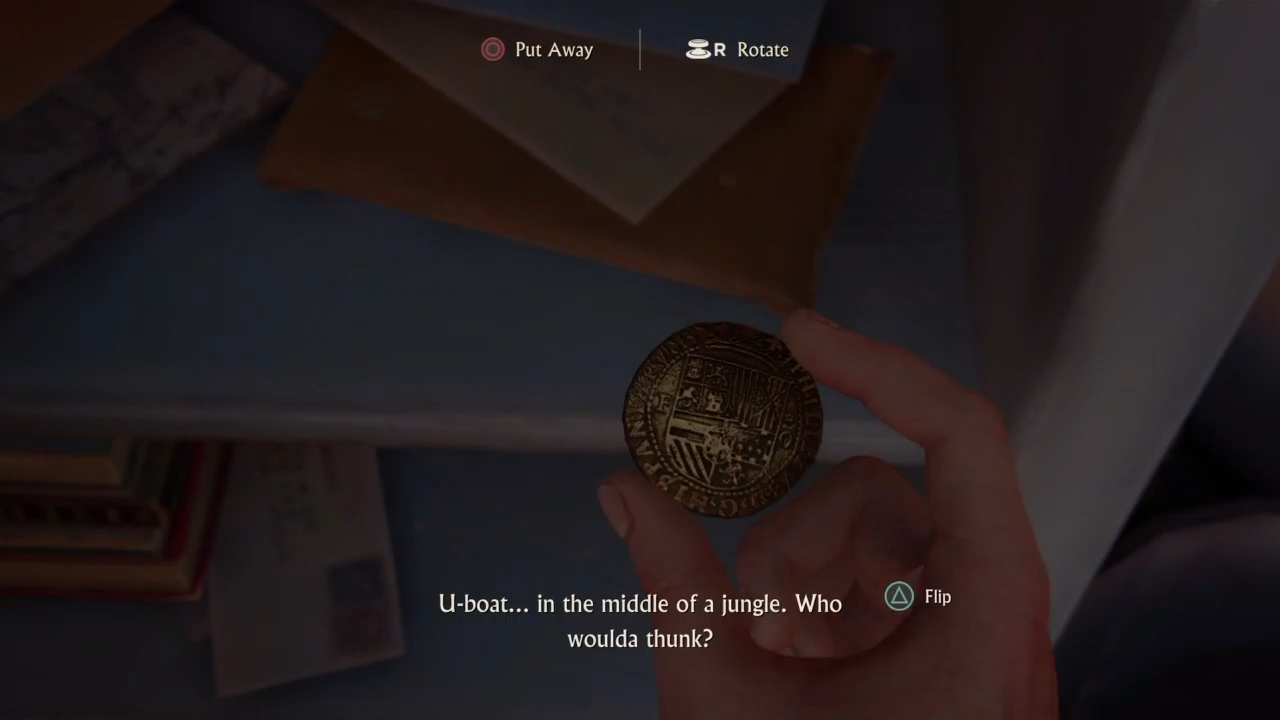 Put Away
R Rotate
U-boat... in the middle of a jungle. Who
woulda thunk?
Flip